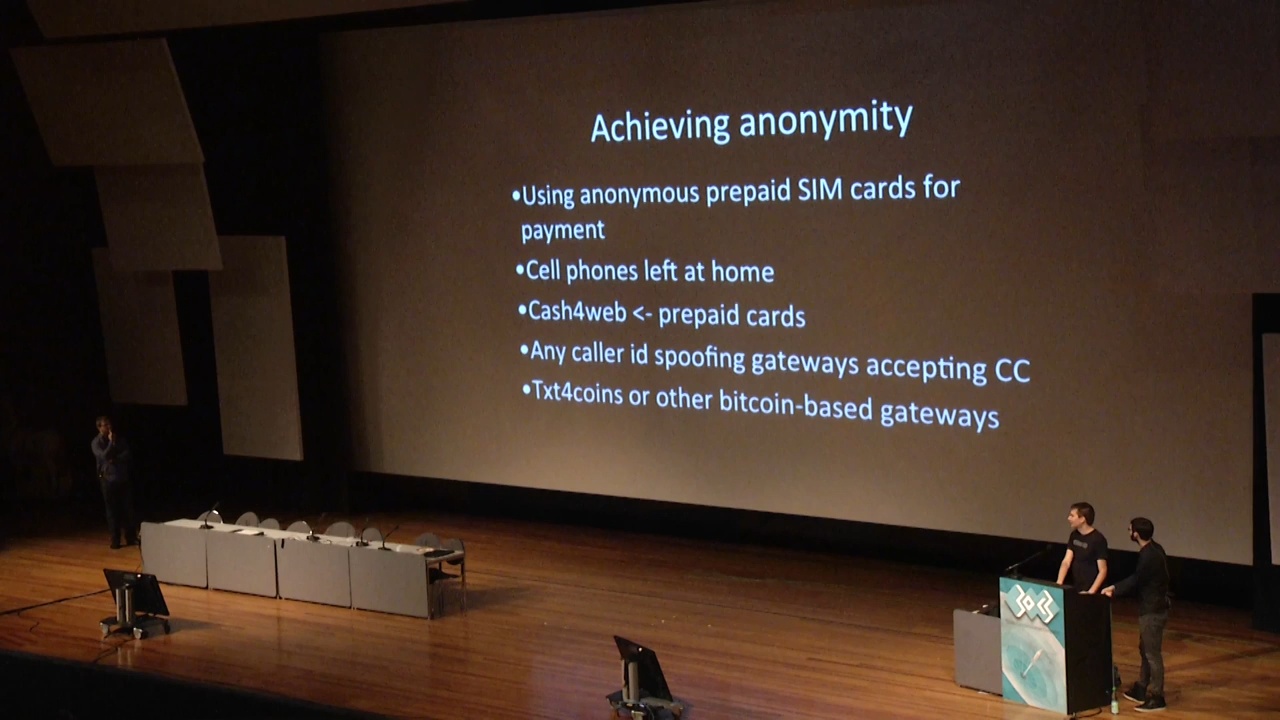 Achieving anonymity
•Using anonymous prepaid SIM cards for
payment
•Cell phones left at home
•Cash4web <- prepaid cards
•Any caller id spoofing gateways accepting CC
•Txt4coins or other bitcoin-based gateways
30C3